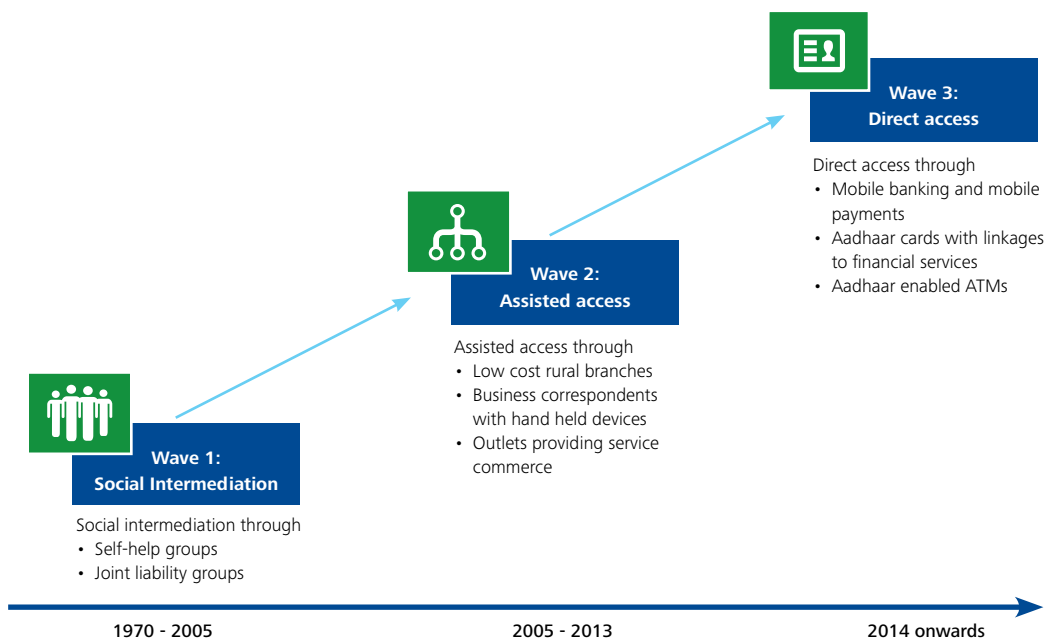 Wave 1:
Social Intermediation
Social intermediation through
• Self-help groups
• Joint liability groups
Wave 2:
Assisted access
Assisted access through
• Low cost rural branches
• Business correspondents
with hand held devices
• Outlets providing service
commerce
Wave 3:
Direct access
Direct access through
• Mobile banking and mobile
payments
• Aadhaar cards with linkages
to financial services
• Aadhaar enabled ATMs
1970 - 2005
2005 - 2013
2014 onwards